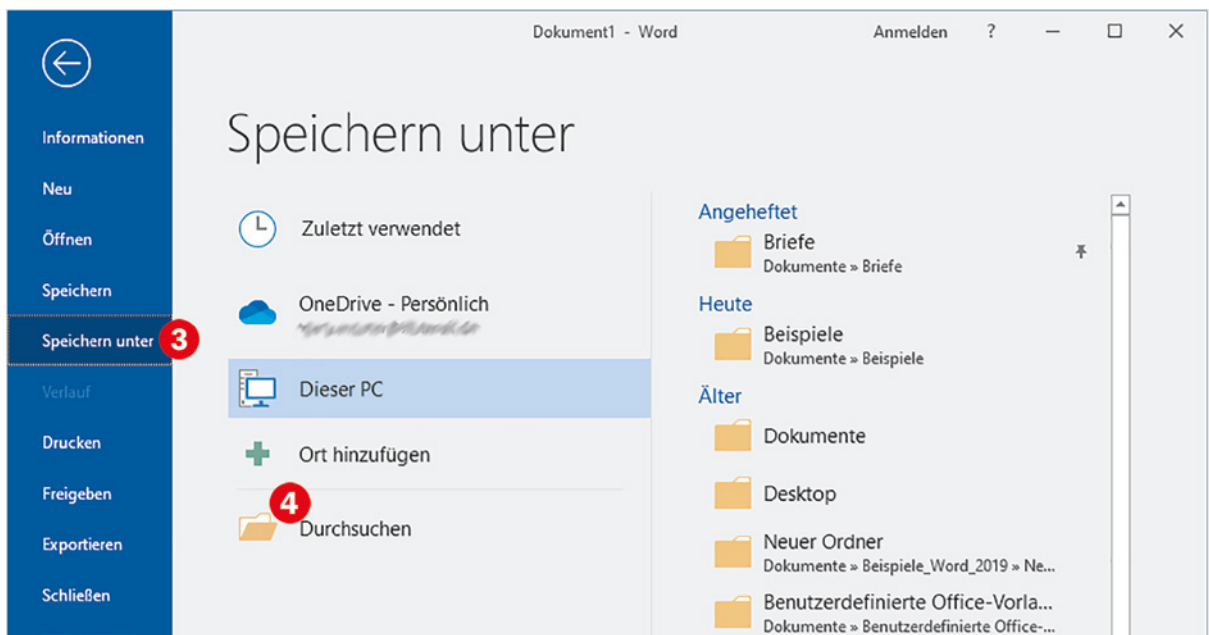 Dokument1 - Word
Anmelden ?
Informationen
Neu
Öffnen
Speichern
Speichern unter 3
Verlauf
Drucken
Freigeben
Exportieren
Schließen
Speichern unter
Zuletzt verwendet
OneDrive - Persönlich
Dieser PC
Ort hinzufügen
4
Durchsuchen
Angeheftet
Briefe
Dokumente » Briefe
Heute
Beispiele
Dokumente » Beispiele
Älter
Dokumente
Desktop
Neuer Ordner
Dokumente » Beispiele_Word_2019 » Ne...
Benutzerdefinierte Office-Vorla...
Dokumente » Benutzerdefinierte Office-...